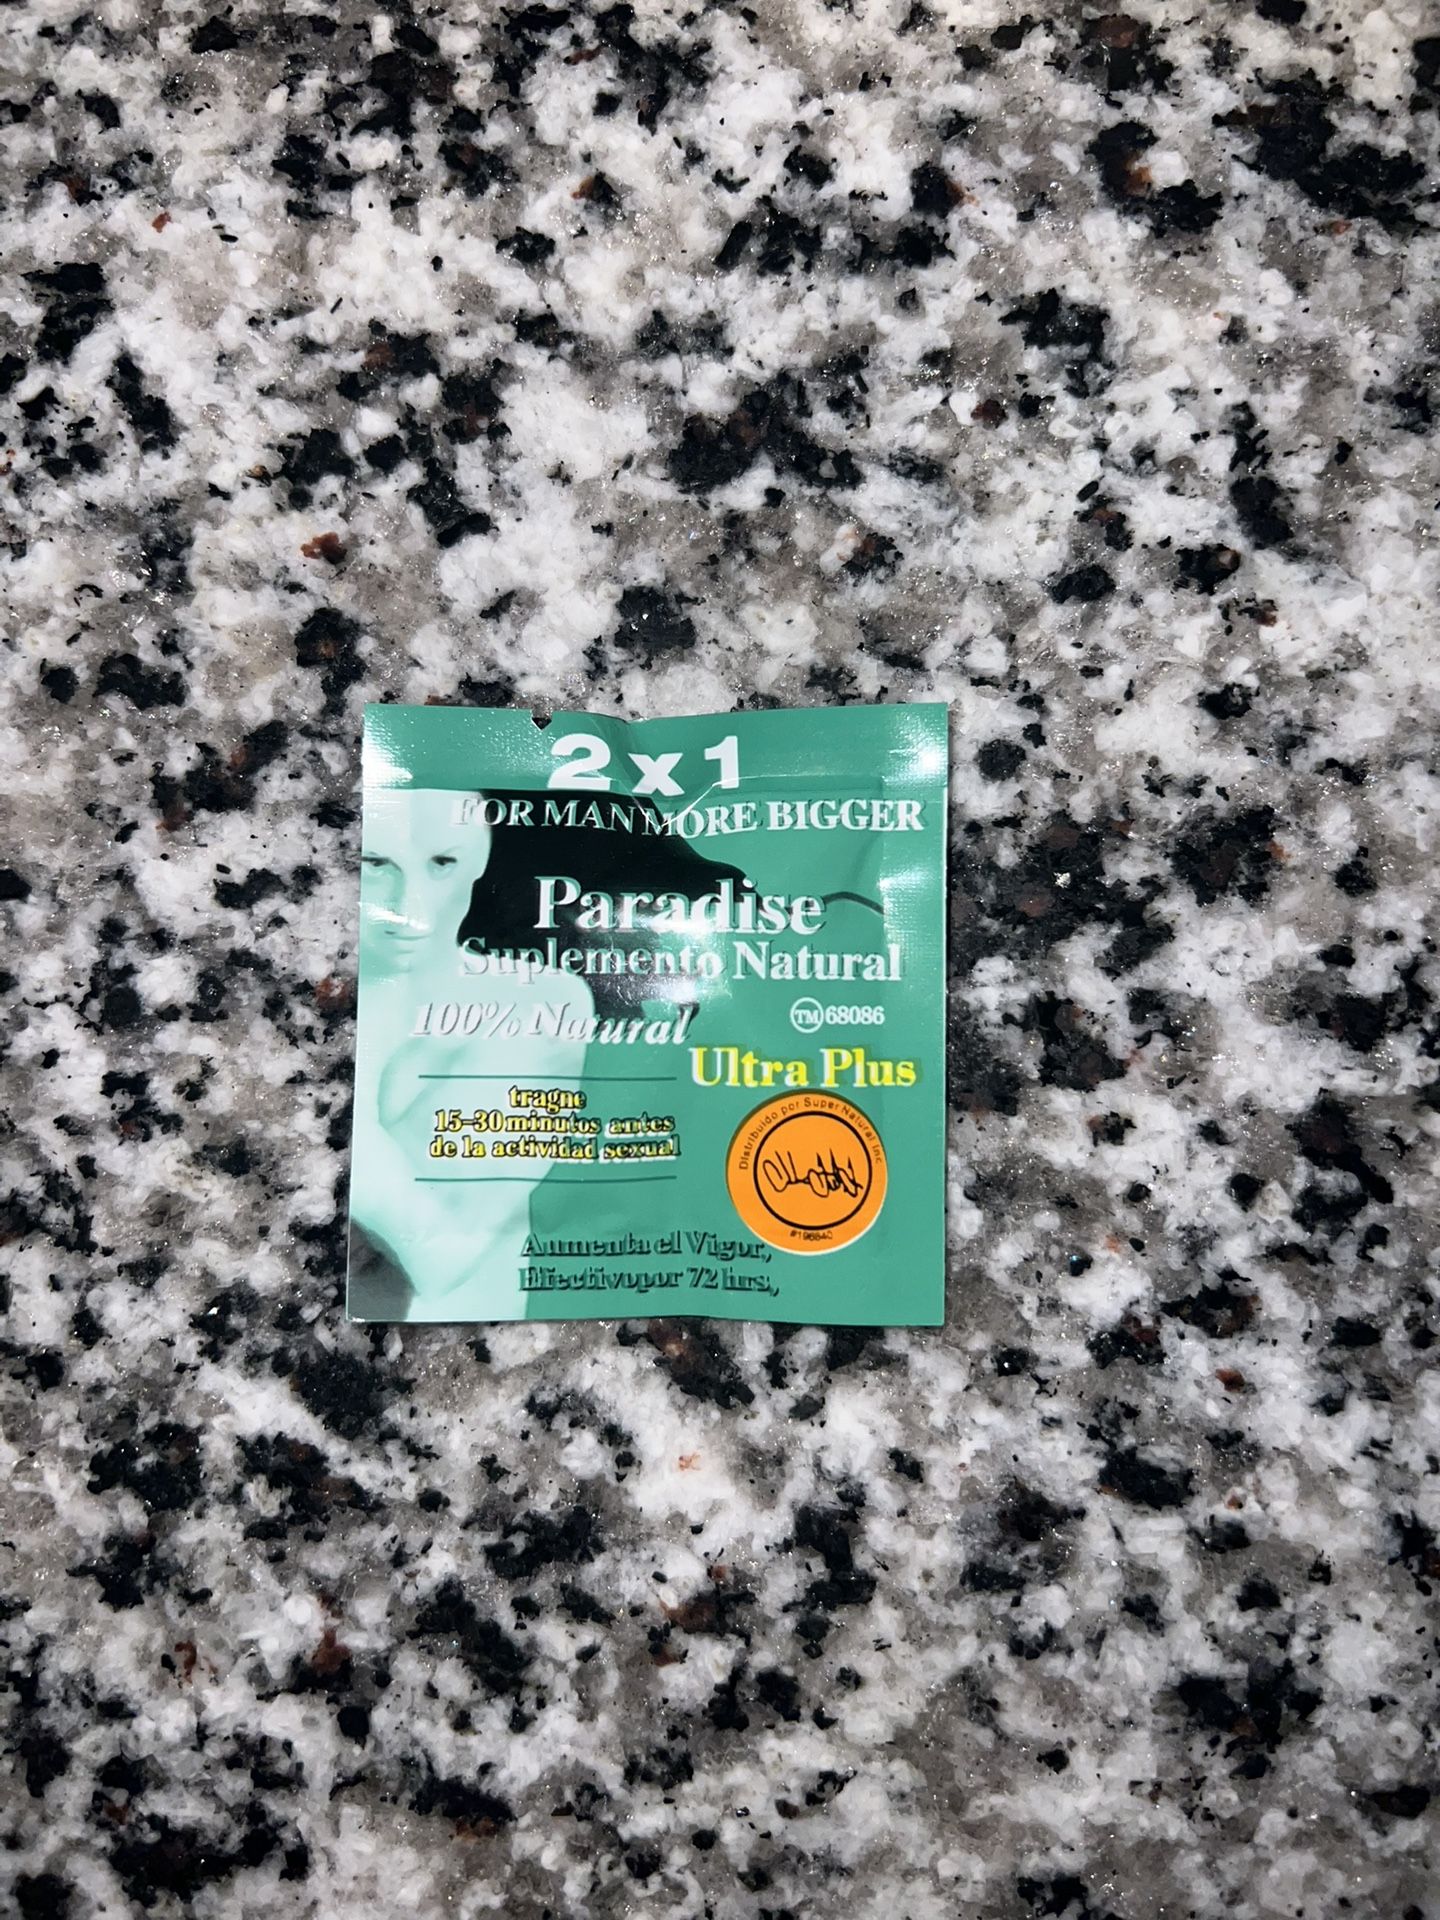 2 x 1
FOR MAN MORE BIGGER
Paradise
Suplemento Natural
100% Natural
TM 68086
Ultra Plus
tragne
15-30 minutos antes
de la actividad sexual
Distribuido por Super Natural Inc.
#196840
Aumenta el Vigor,
Efectivopor 72 hrs,